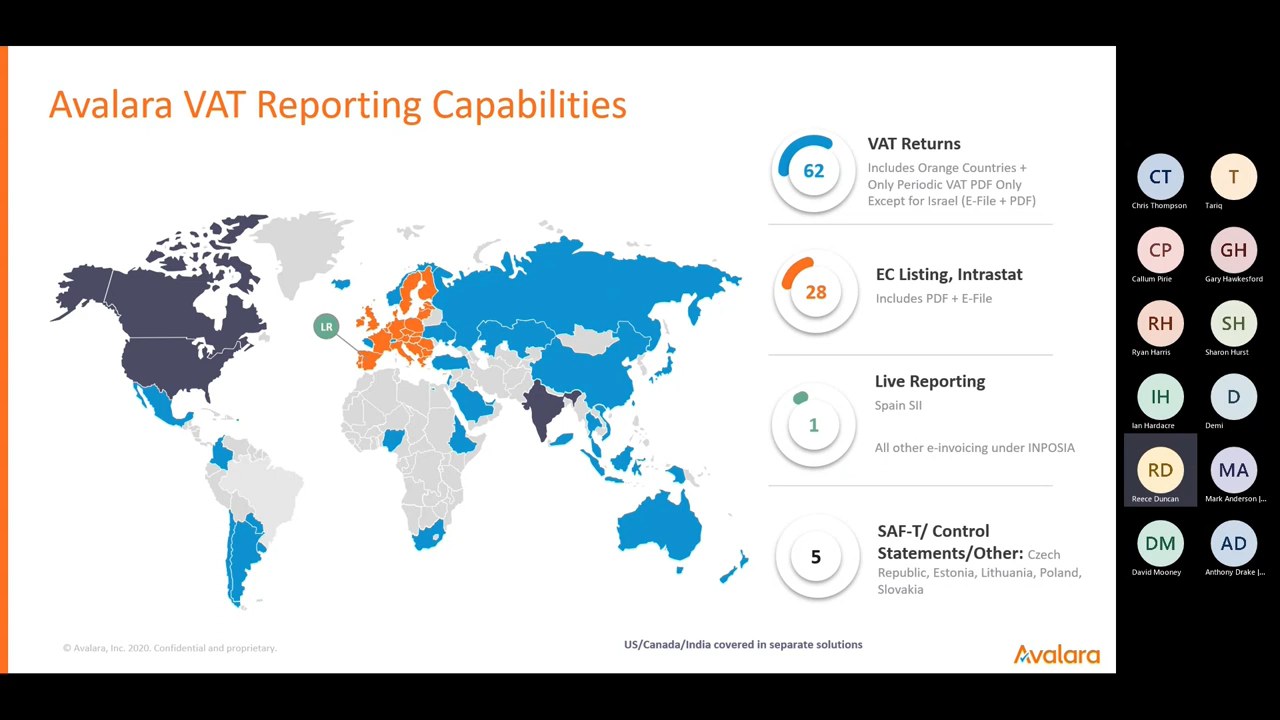 Avalara VAT Reporting Capabilities
62
VAT Returns
Includes Orange Countries +
Only Periodic VAT PDF Only
Except for Israel (E-File + PDF)
28
EC Listing, Intrastat
Includes PDF + E-File
LR
1
Live Reporting
Spain SII
All other e-invoicing under INPOSIA
5
SAF-T/ Control
Statements/Other: Czech
Republic, Estonia, Lithuania, Poland,
Slovakia
© Avalara, Inc. 2020. Confidential and proprietary.
US/Canada/India covered in separate solutions
Avalara
CT
Chris Thompson
T
Tariq
CP
Callum Pirie
GH
Gary Hawkesford
RH
Ryan Harris
SH
Sharon Hurst
IH
Ian Hardacre
D
Demi
RD
Reece Duncan
MA
Mark Anderson |...
DM
David Mooney
AD
Anthony Drake |...